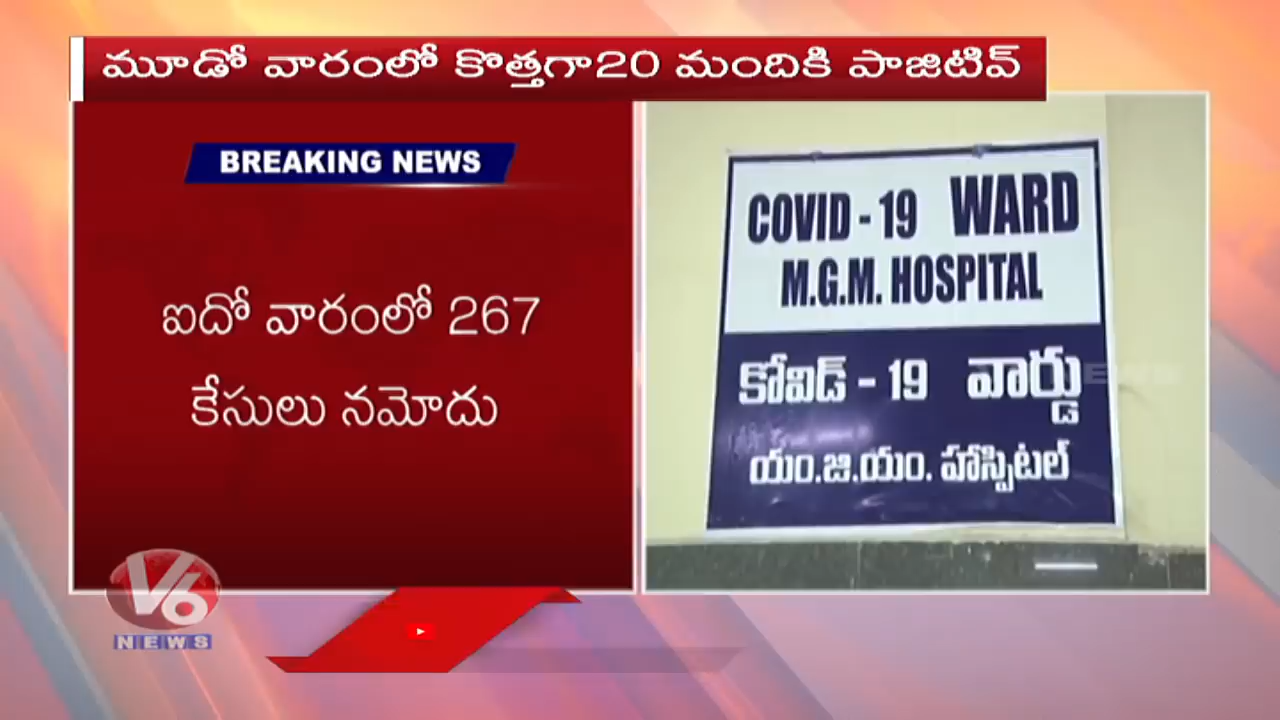 మూడో వారంలో కొత్తగా20 మందికి పాజిటివ్
BREAKING NEWS
ఐదో వారంలో 267
కేసులు నమోదు
COVID - 19 WARD
M.G.M. HOSPITAL
కోవిడ్ - 19 వార్డు
యం.జి.యం. హాస్పిటల్
V6
NEWS